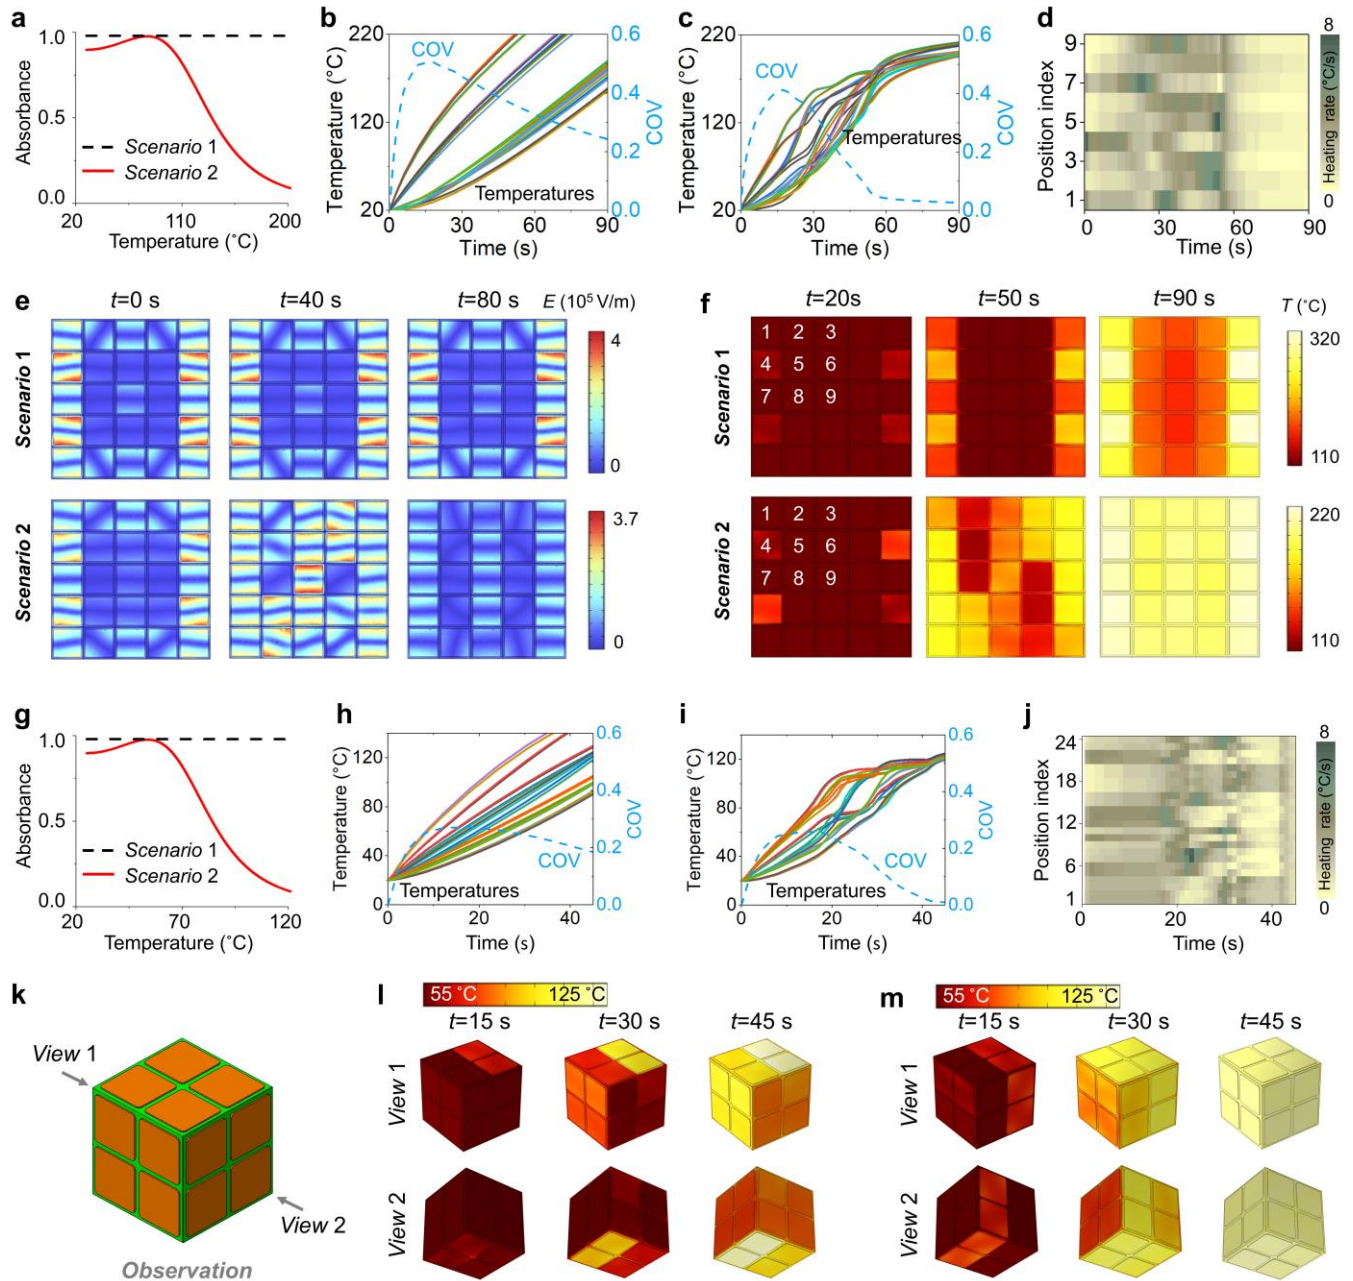 a
Absorbance
1.0
0.5
0.0
Scenario 1
Scenario 2
20 110 200
Temperature (°C)
b
Temperature (°C)
220
120
20
COV
Temperatures
0 30 60 90
Time (s)
0.6
0.4
0.2
0.0
COV
c
Temperature (°C)
220
120
20
COV
Temperatures
0 30 60 90
Time (s)
0.6
0.4
0.2
0.0
COV
d
Position index
9
7
5
3
1
0 30 60 90
Time (s)
8
Heating rate (°C/s)
0
e
t=0 s t=40 s t=80 s E (10⁵ V/m)
Scenario 1
4
0
Scenario 2
3.7
0
f
t=20s t=50 s t=90 s T (°C)
Scenario 1
1 2 3
4 5 6
7 8 9
320
110
Scenario 2
1 2 3
4 5 6
7 8 9
220
110
g
Absorbance
1.0
0.5
0.0
Scenario 1
Scenario 2
20 70 120
Temperature (°C)
h
Temperature (°C)
120
80
40
0
COV
Temperatures
0 20 40
Time (s)
0.6
0.4
0.2
0.0
COV
i
Temperature (°C)
120
80
40
0
COV
Temperatures
0 20 40
Time (s)
0.6
0.4
0.2
0.0
COV
j
Position index
24
18
12
6
1
0 20 40
Time (s)
8
Heating rate (°C/s)
0
k
View 1
View 2
Observation
l
55 °C 125 °C
t=15 s t=30 s t=45 s
View 1
View 2
m
55 °C 125 °C
t=15 s t=30 s t=45 s
View 1
View 2